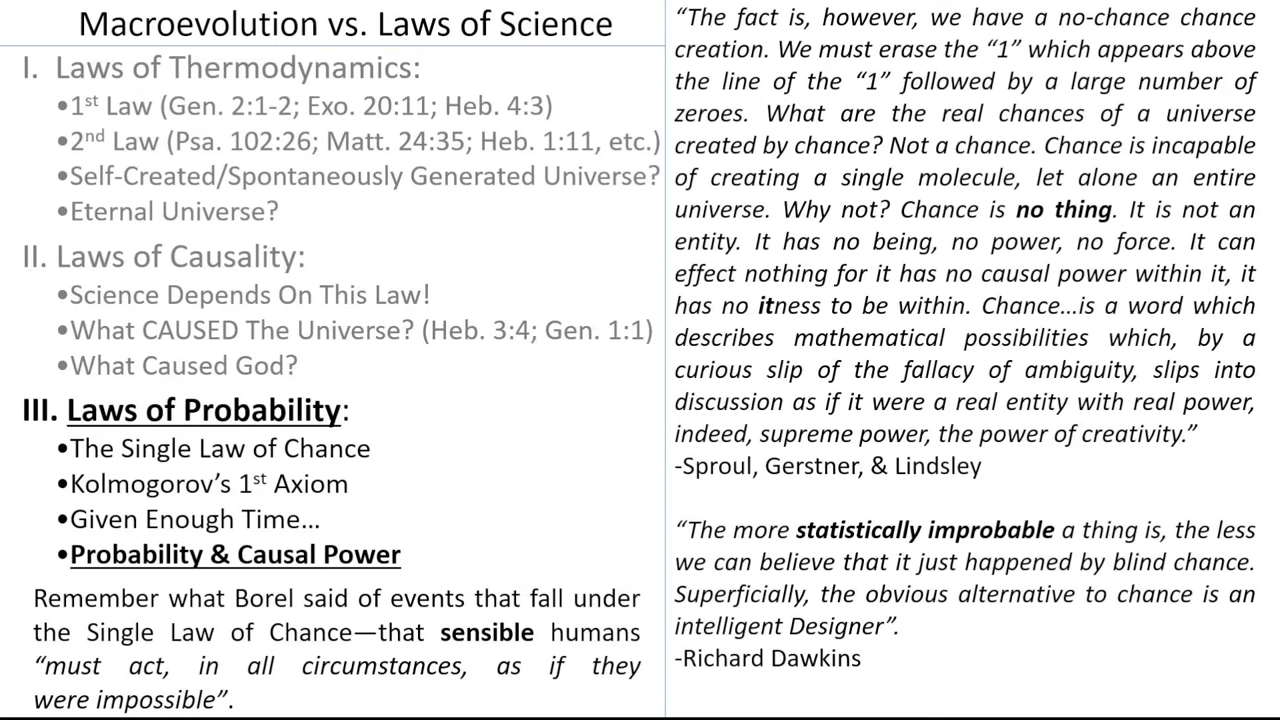 Macroevolution vs. Laws of Science
I. Laws of Thermodynamics:
•1st Law (Gen. 2:1-2; Exo. 20:11; Heb. 4:3)
•2nd Law (Psa. 102:26; Matt. 24:35; Heb. 1:11, etc.)
•Self-Created/Spontaneously Generated Universe?
•Eternal Universe?
II. Laws of Causality:
•Science Depends On This Law!
•What CAUSED The Universe? (Heb. 3:4; Gen. 1:1)
•What Caused God?
III. Laws of Probability:
•The Single Law of Chance
•Kolmogorov’s 1st Axiom
•Given Enough Time…
•Probability & Causal Power
Remember what Borel said of events that fall under
the Single Law of Chance—that sensible humans
“must act, in all circumstances, as if they
were impossible”.
“The fact is, however, we have a no-chance chance
creation. We must erase the “1” which appears above
the line of the “1” followed by a large number of
zeroes. What are the real chances of a universe
created by chance? Not a chance. Chance is incapable
of creating a single molecule, let alone an entire
universe. Why not? Chance is no thing. It is not an
entity. It has no being, no power, no force. It can
effect nothing for it has no causal power within it, it
has no itness to be within. Chance…is a word which
describes mathematical possibilities which, by a
curious slip of the fallacy of ambiguity, slips into
discussion as if it were a real entity with real power,
indeed, supreme power, the power of creativity.”
-Sproul, Gerstner, & Lindsley
“The more statistically improbable a thing is, the less
we can believe that it just happened by blind chance.
Superficially, the obvious alternative to chance is an
intelligent Designer”.
-Richard Dawkins